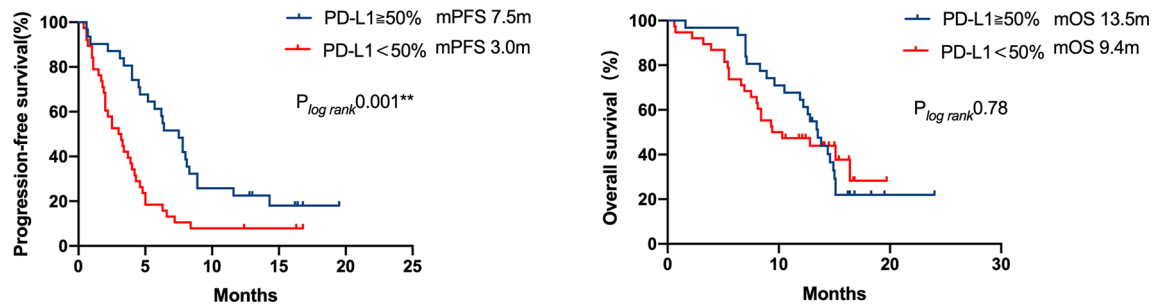 PD-L1≧50% mPFS 7.5m
PD-L1<50% mPFS 3.0m
P log rank 0.001**
Progression-free survival(%)
100
80
60
40
20
0
0 5 10 15 20 25
Months
PD-L1≧50% mOS 13.5m
PD-L1<50% mOS 9.4m
P log rank 0.78
Overall survival (%)
100
80
60
40
20
0
0 10 20 30
Months